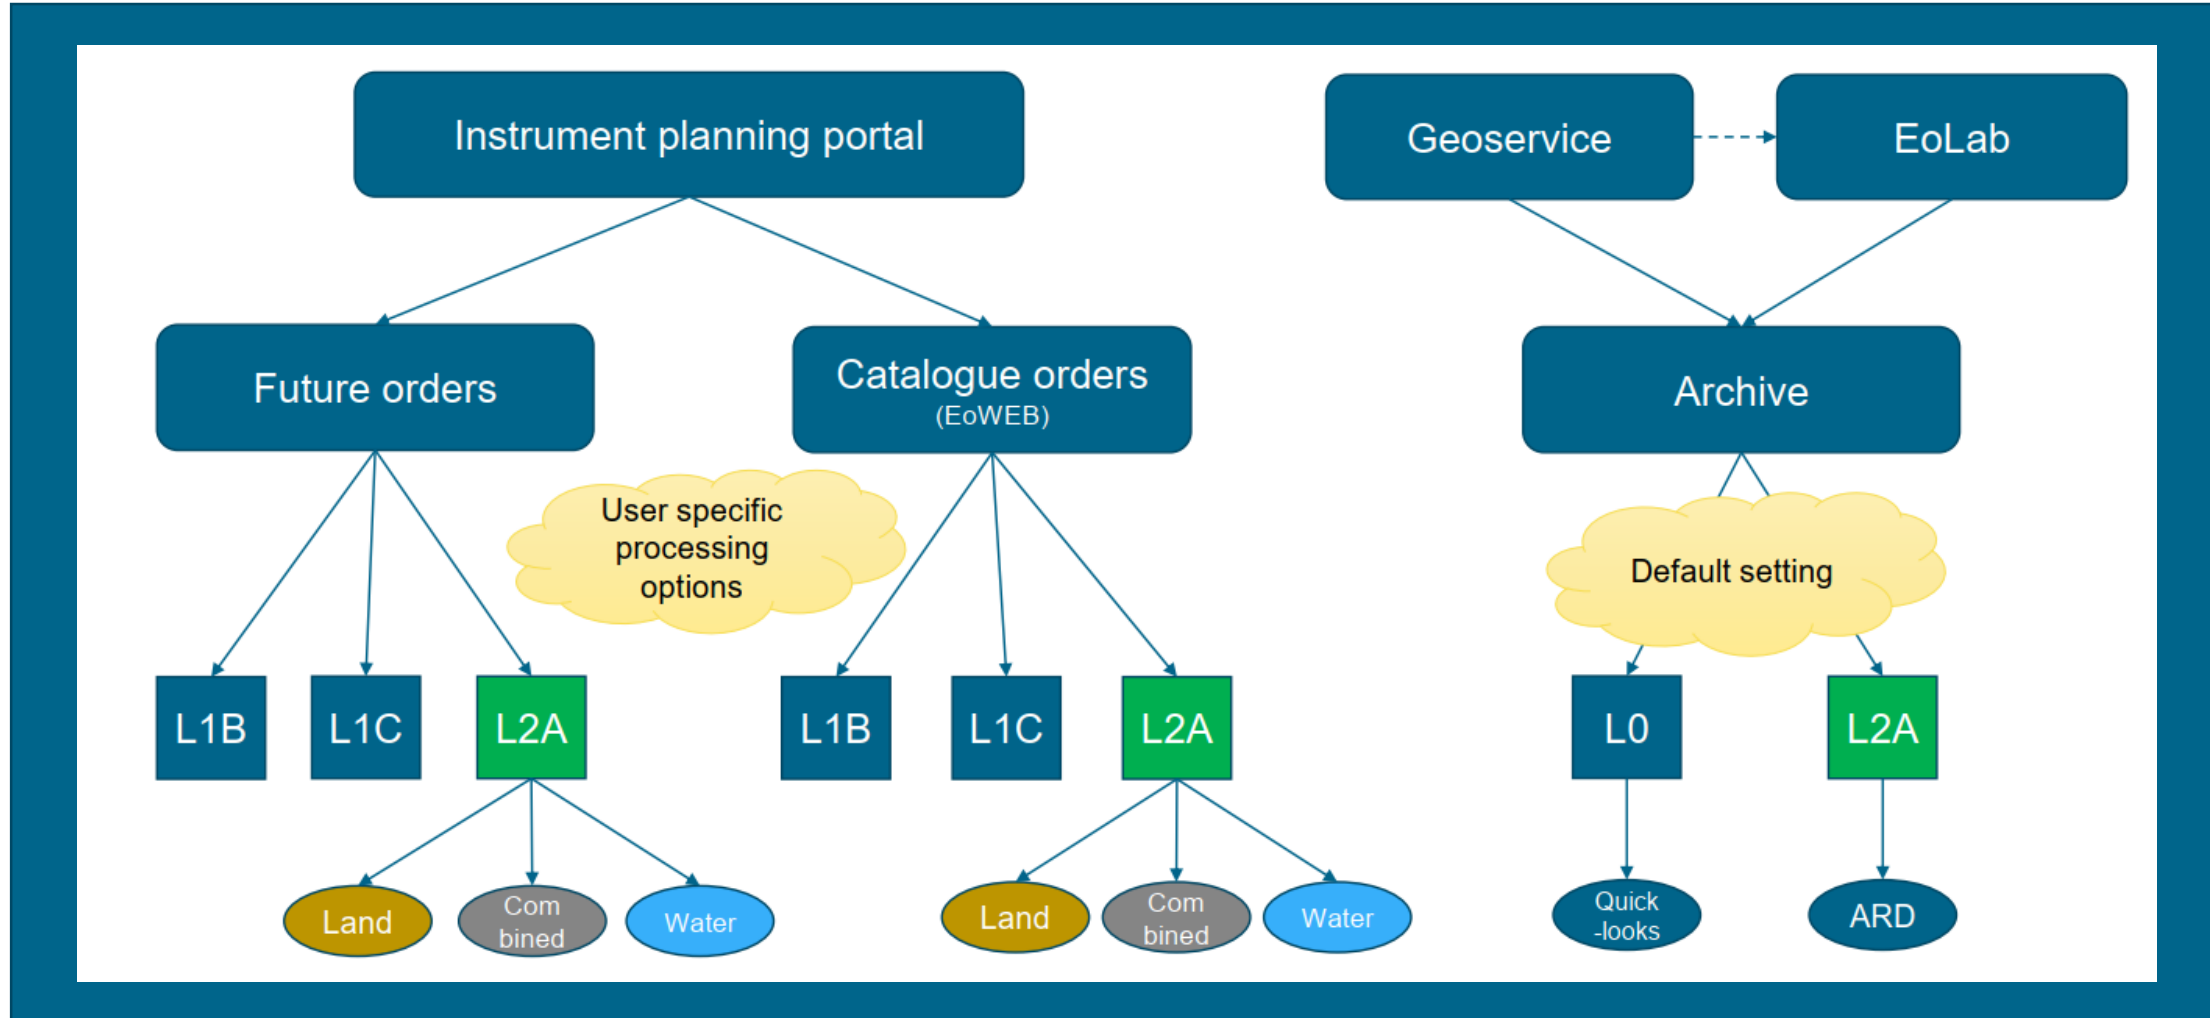 Instrument planning portal
Geoservice
EoLab
Future orders
Catalogue orders
(EoWEB)
Archive
User specific
processing
options
Default setting
L1B
L1C
L2A
L1B
L1C
L2A
L0
L2A
Land
Com
bined
Water
Land
Com
bined
Water
Quick
-looks
ARD